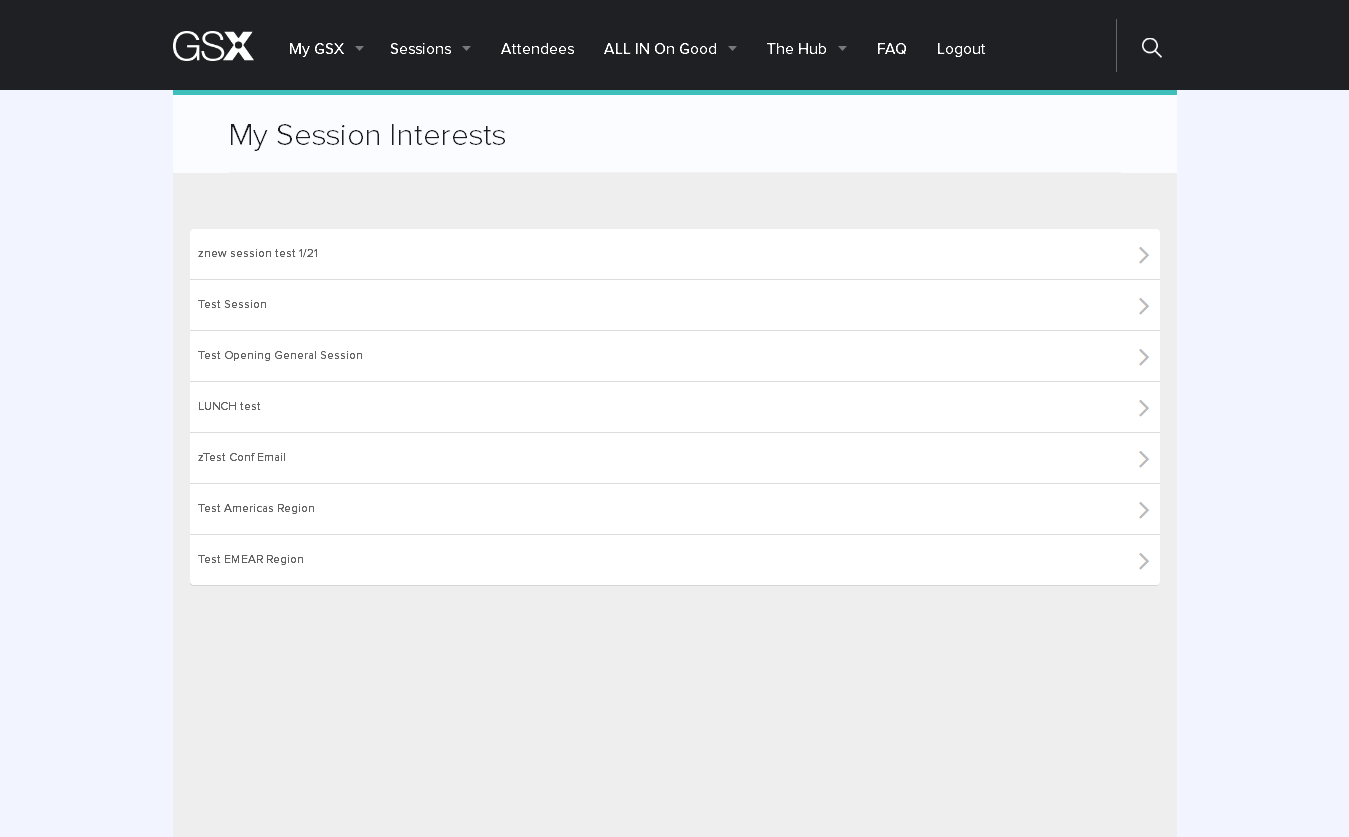 GSX
My GSX
Sessions
Attendees
ALL IN On Good
The Hub
FAQ
Logout
My Session Interests
znew session test 1/21
Test Session
Test Opening General Session
LUNCH test
zTest Conf Email
Test Americas Region
Test EMEAR Region